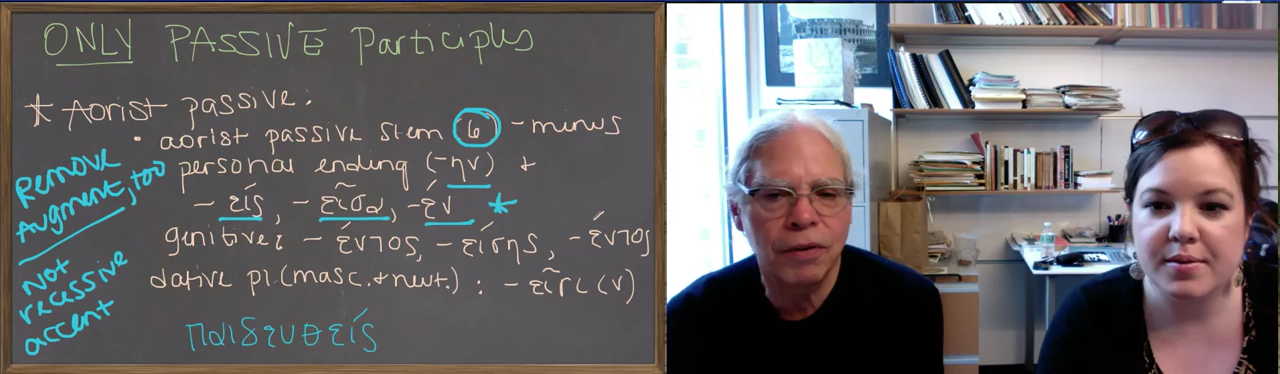 ONLY PASSIVE Participles
* Aorist passive:
• aorist passive stem (6) - minus
personal ending (-ην) +
- είς, - εῖσα, -έν *
genitive: - έντος, - είσης, - έντος
dative pl. (masc. + neut.): - εῖσι(ν)
παιδευθείς
Remove
Augment, too
Not
recessive
accent